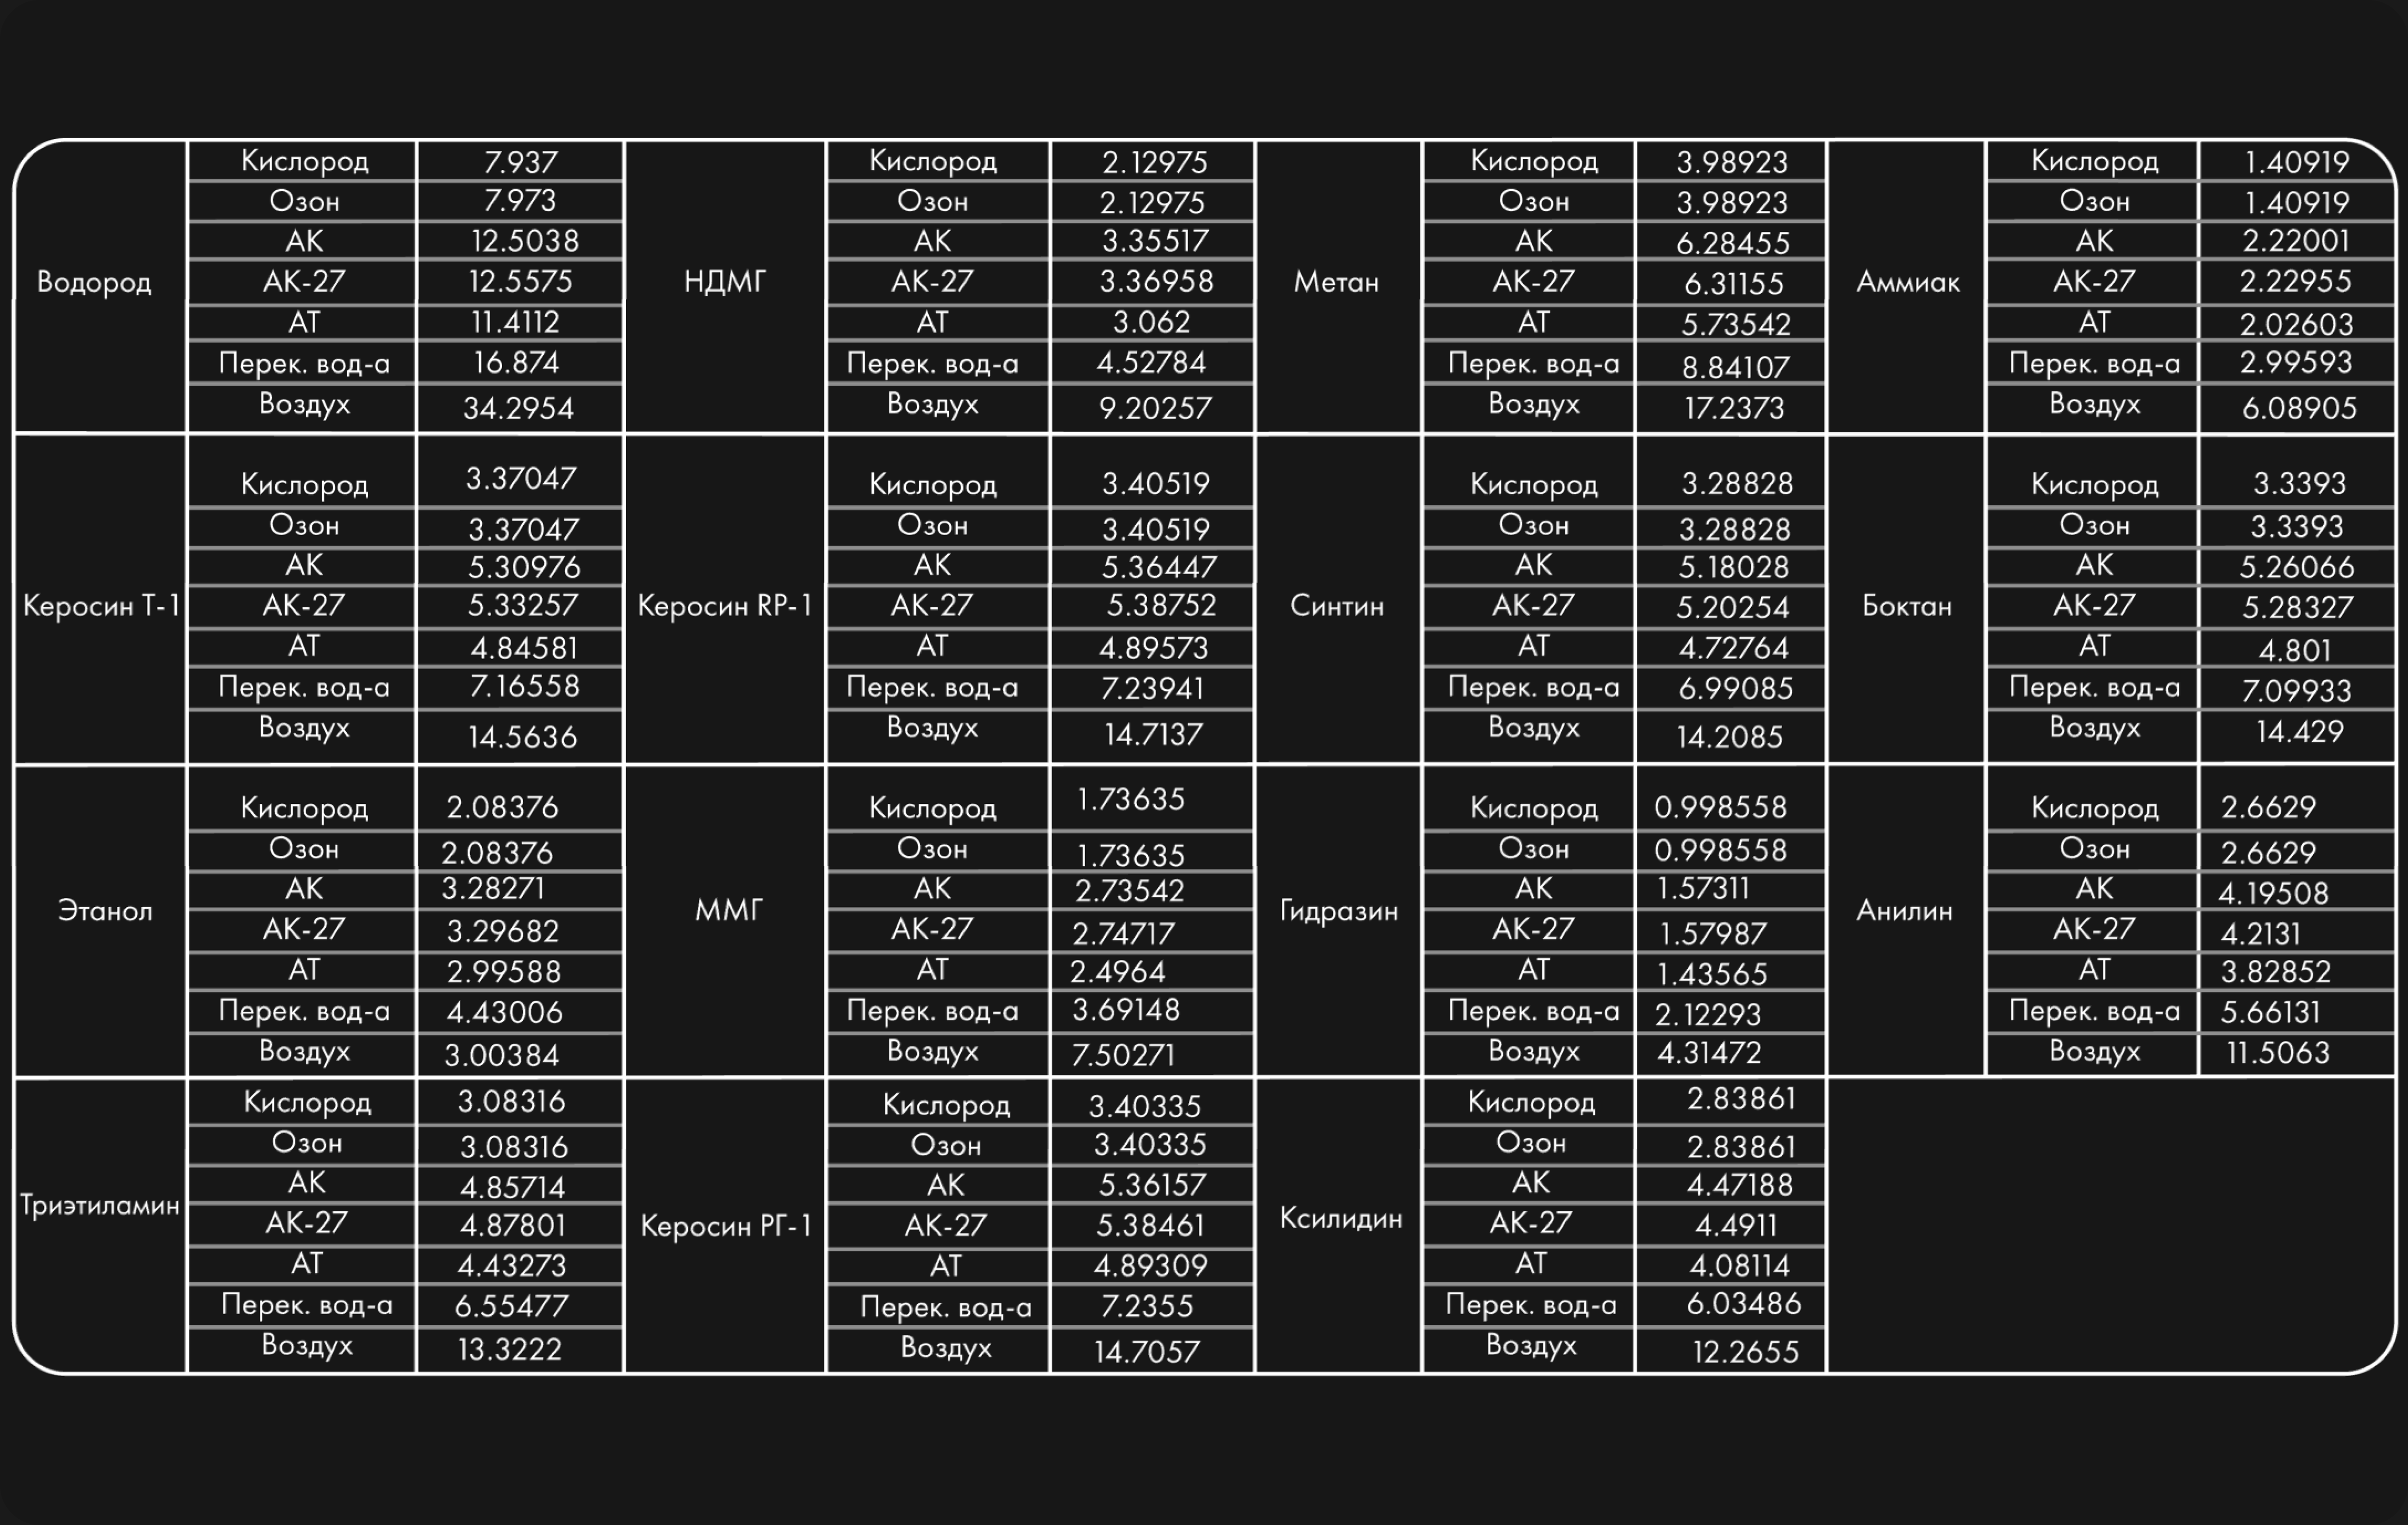 Водород
Кислород 7.937
Озон 7.973
АК 12.5038
АК-27 12.5575
АТ 11.4112
Перек. вод-а 16.874
Воздух 34.2954
НДМГ
Кислород 2.12975
Озон 2.12975
АК 3.35517
АК-27 3.36958
АТ 3.062
Перек. вод-а 4.52784
Воздух 9.20257
Метан
Кислород 3.98923
Озон 3.98923
АК 6.28455
АК-27 6.31155
АТ 5.73542
Перек. вод-а 8.84107
Воздух 17.2373
Аммиак
Кислород 1.40919
Озон 1.40919
АК 2.22001
АК-27 2.22955
АТ 2.02603
Перек. вод-а 2.99593
Воздух 6.08905
Керосин Т-1
Кислород 3.37047
Озон 3.37047
АК 5.30976
АК-27 5.33257
АТ 4.84581
Перек. вод-а 7.16558
Воздух 14.5636
Керосин RP-1
Кислород 3.40519
Озон 3.40519
АК 5.36447
АК-27 5.38752
АТ 4.89573
Перек. вод-а 7.23941
Воздух 14.7137
Синтин
Кислород 3.28828
Озон 3.28828
АК 5.18028
АК-27 5.20254
АТ 4.72764
Перек. вод-а 6.99085
Воздух 14.2085
Боктан
Кислород 3.3393
Озон 3.3393
АК 5.26066
АК-27 5.28327
АТ 4.801
Перек. вод-а 7.09933
Воздух 14.429
Этанол
Кислород 2.08376
Озон 2.08376
АК 3.28271
АК-27 3.29682
АТ 2.99588
Перек. вод-а 4.43006
Воздух 3.00384
ММГ
Кислород 1.73635
Озон 1.73635
АК 2.73542
АК-27 2.74717
АТ 2.4964
Перек. вод-а 3.69148
Воздух 7.50271
Гидразин
Кислород 0.998558
Озон 0.998558
АК 1.57311
АК-27 1.57987
АТ 1.43565
Перек. вод-а 2.12293
Воздух 4.31472
Анилин
Кислород 2.6629
Озон 2.6629
АК 4.19508
АК-27 4.2131
АТ 3.82852
Перек. вод-а 5.66131
Воздух 11.5063
Триэтиламин
Кислород 3.08316
Озон 3.08316
АК 4.85714
АК-27 4.87801
АТ 4.43273
Перек. вод-а 6.55477
Воздух 13.3222
Керосин РГ-1
Кислород 3.40335
Озон 3.40335
АК 5.36157
АК-27 5.38461
АТ 4.89309
Перек. вод-а 7.2355
Воздух 14.7057
Ксилидин
Кислород 2.83861
Озон 2.83861
АК 4.47188
АК-27 4.4911
АТ 4.08114
Перек. вод-а 6.03486
Воздух 12.2655